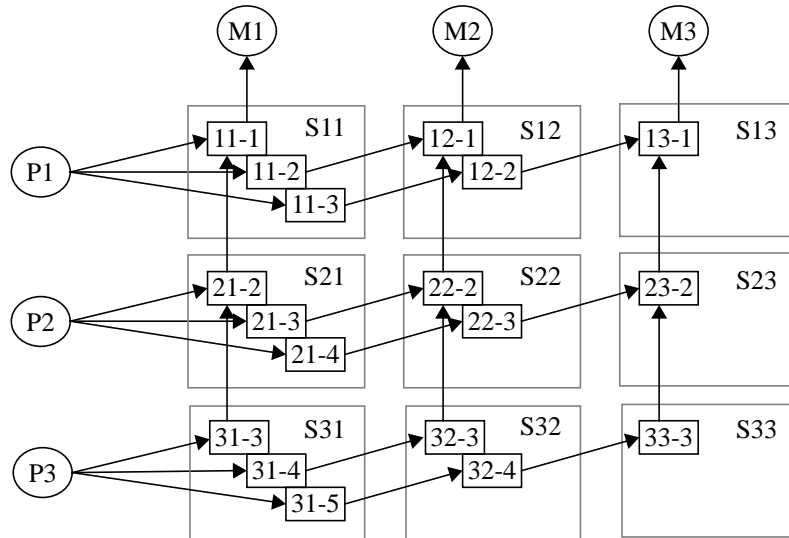 M1
M2
M3
S11
S12
S13
11-1
12-1
13-1
P1
11-2
12-2
11-3
S21
S22
S23
21-2
22-2
23-2
P2
21-3
22-3
21-4
S31
S32
S33
31-3
32-3
33-3
P3
31-4
32-4
31-5